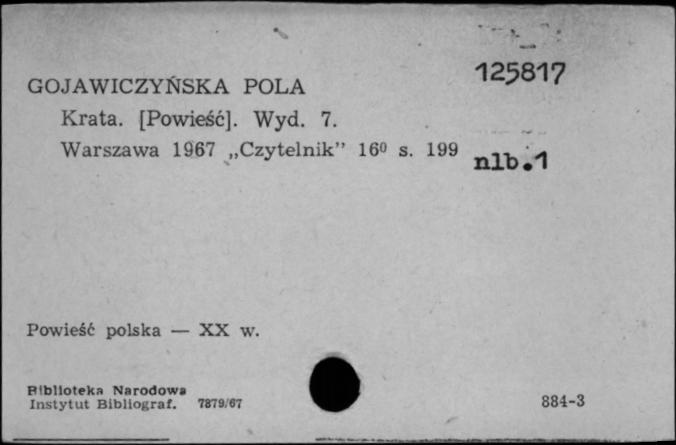 125817
GOJAWICZYŃSKA POLA
Krata. [Powieść]. Wyd. 7.
Warszawa 1967 „Czytelnik” 16⁰ s. 199 nlb.1
Powieść polska — XX w.
Biblioteka Narodowa
Instytut Bibliograf. 7879/67
884-3